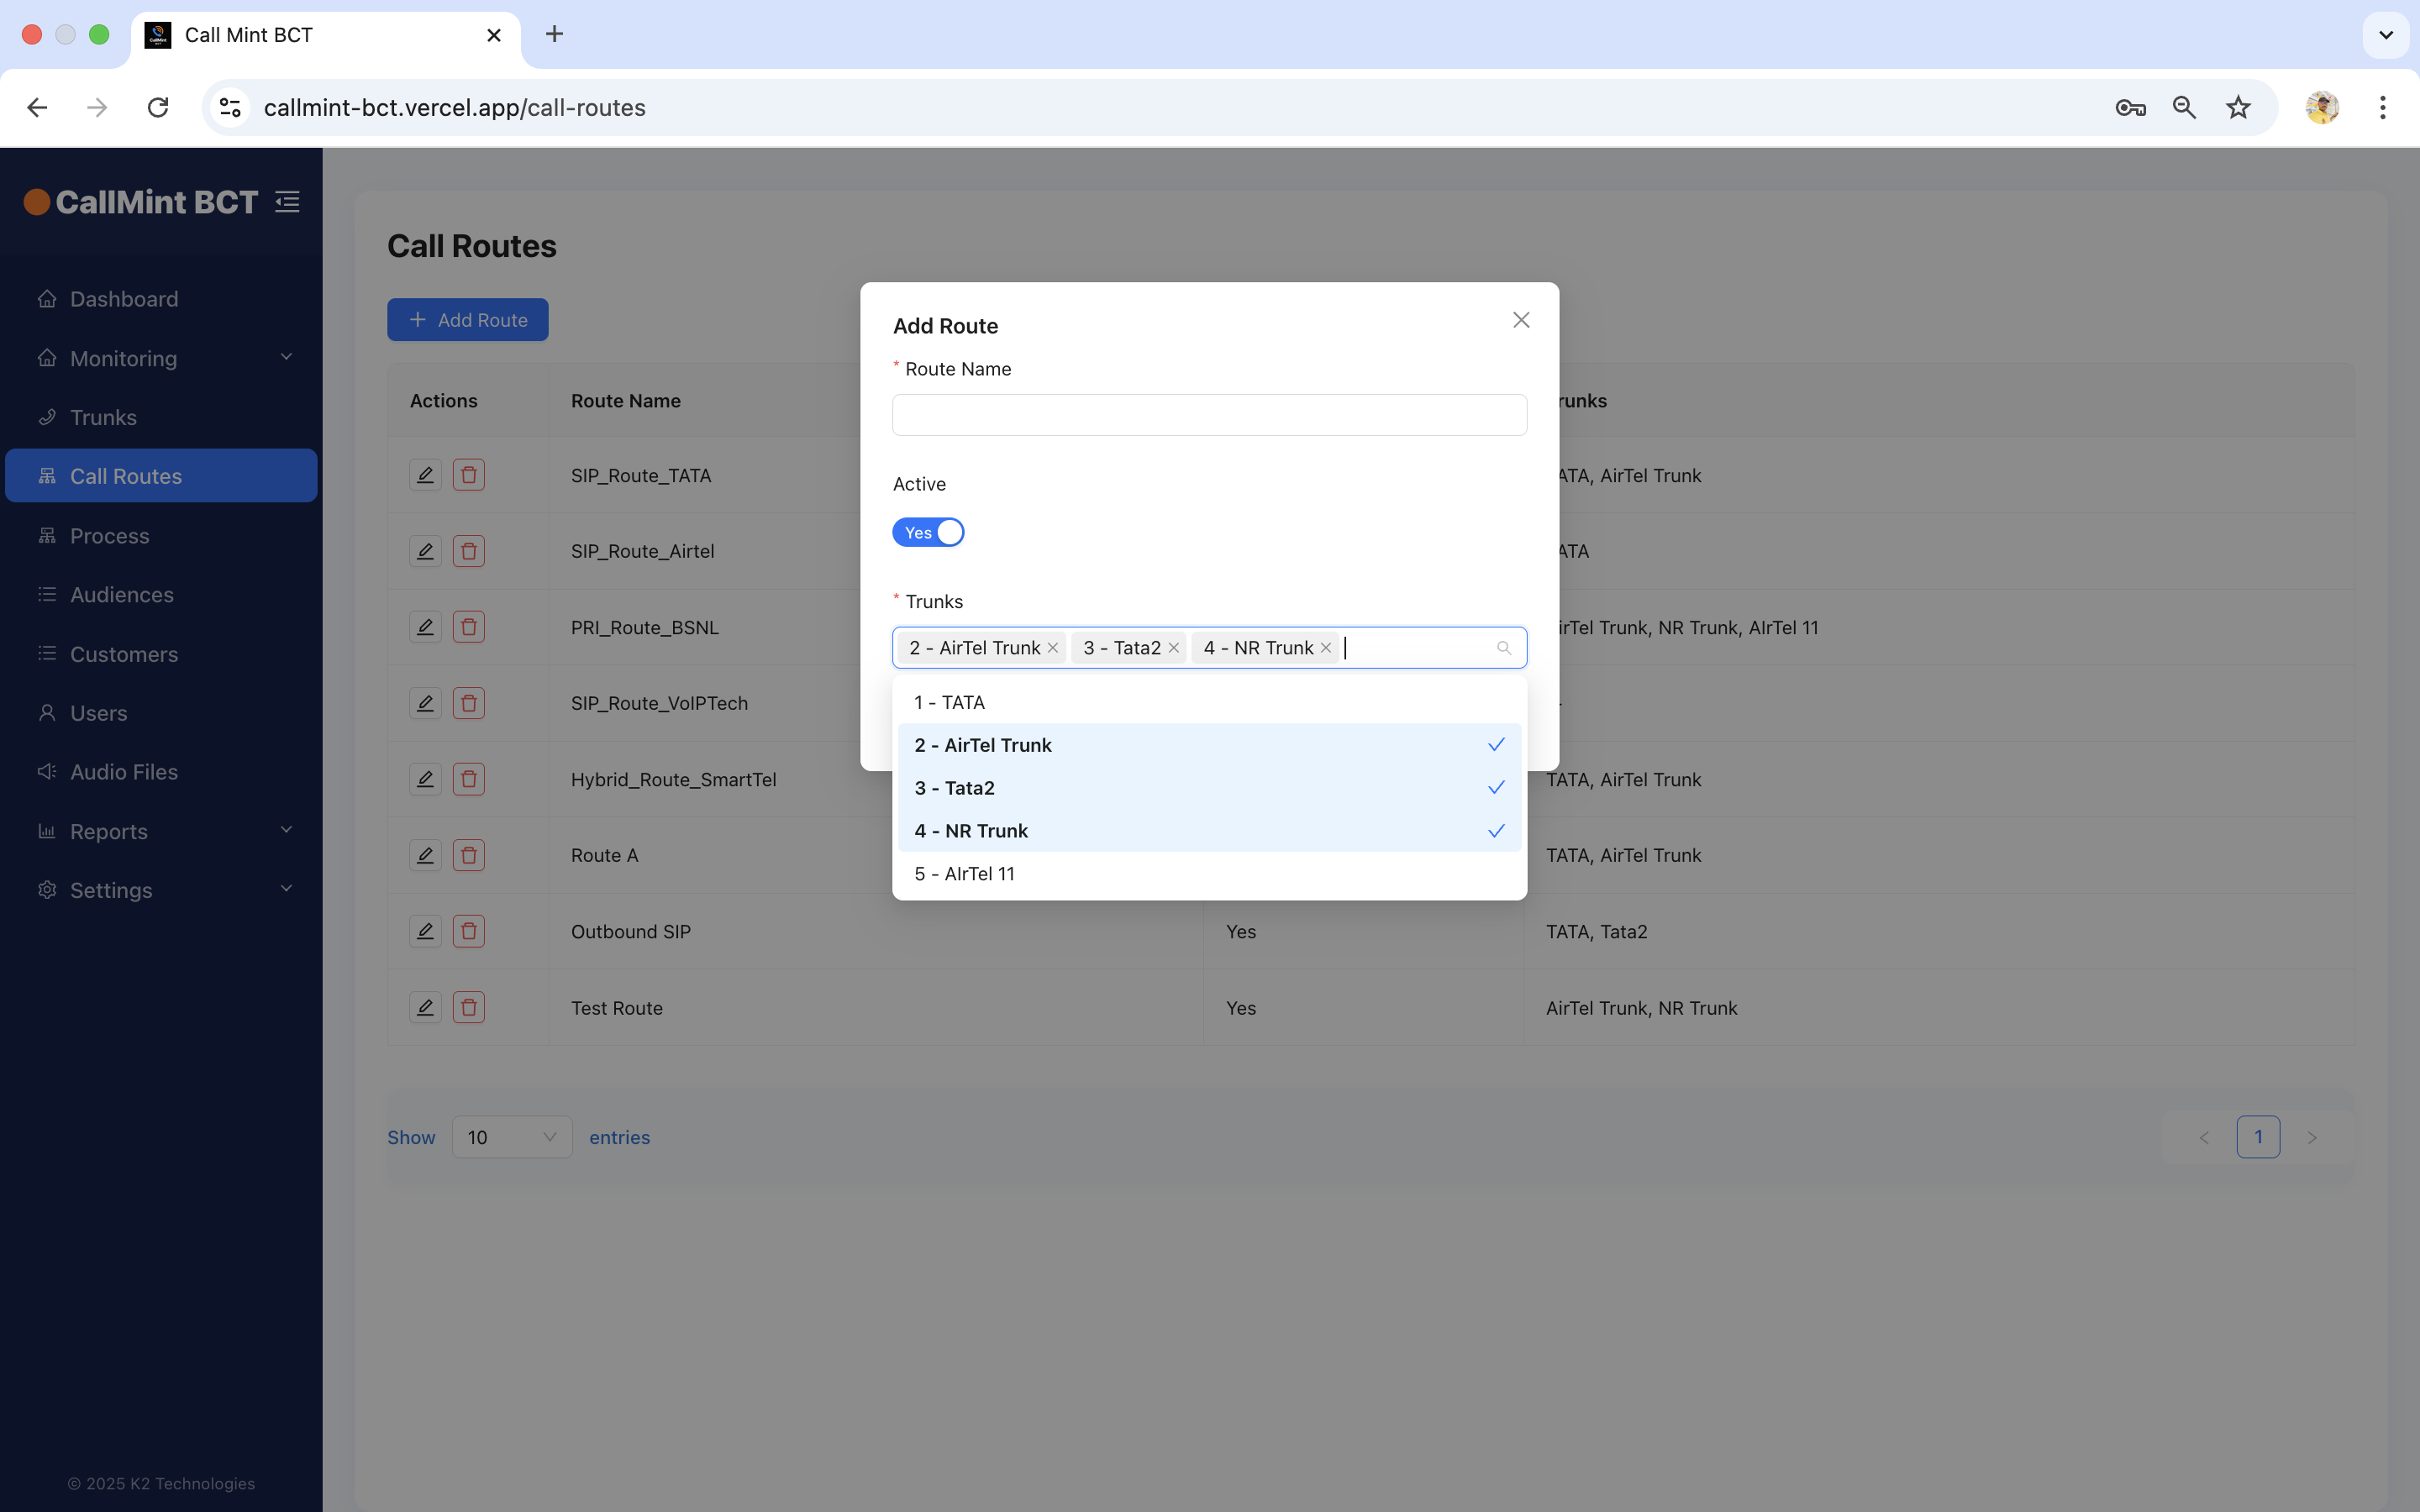 Call Mint BCT
callmint-bct.vercel.app/call-routes
CallMint BCT
Dashboard
Monitoring
Trunks
Call Routes
Process
Audiences
Customers
Users
Audio Files
Reports
Settings
© 2025 K2 Technologies
Call Routes
+ Add Route
Actions
Route Name
runks
SIP_Route_TATA
ATA, AirTel Trunk
SIP_Route_Airtel
ATA
PRI_Route_BSNL
irTel Trunk, NR Trunk, AIrTel 11
SIP_Route_VoIPTech
Hybrid_Route_SmartTel
TATA, AirTel Trunk
Route A
TATA, AirTel Trunk
Outbound SIP
Yes
TATA, Tata2
Test Route
Yes
AirTel Trunk, NR Trunk
Show 10 entries
1
Add Route
* Route Name
Active
Yes
* Trunks
2 - AirTel Trunk 3 - Tata2 4 - NR Trunk
1 - TATA
2 - AirTel Trunk
3 - Tata2
4 - NR Trunk
5 - AIrTel 11